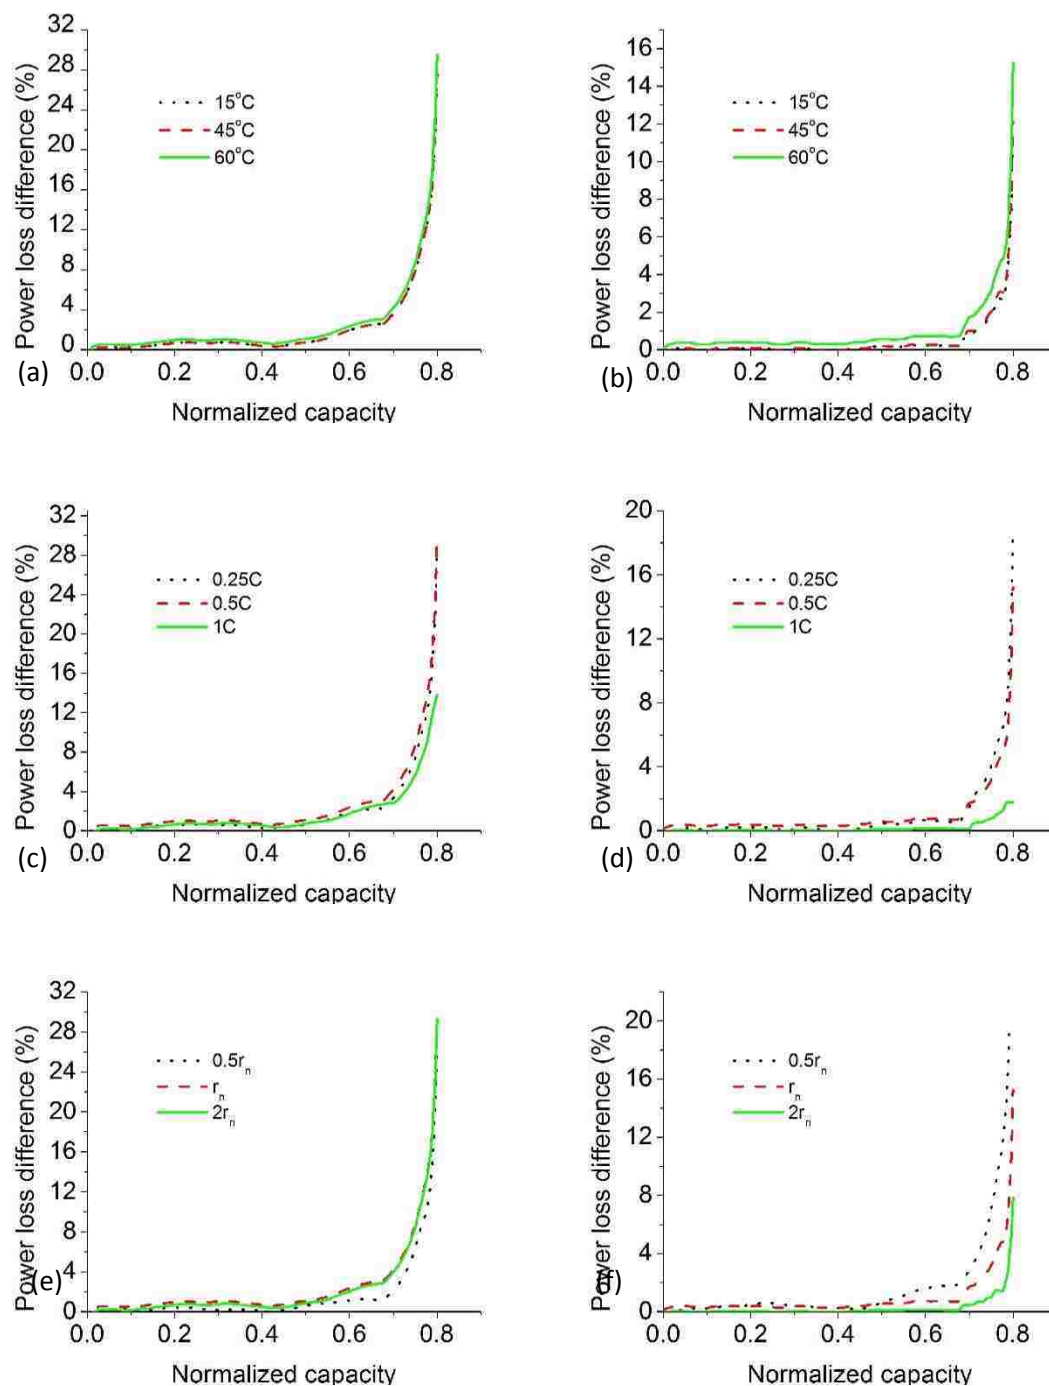 Power loss difference (%)
32
28
24
20
16
12
8
4
0
15°C
45°C
60°C
(a)
0.0 0.2 0.4 0.6 0.8
Normalized capacity
Power loss difference (%)
16
14
12
10
8
6
4
2
0
15°C
45°C
60°C
(b)
0.0 0.2 0.4 0.6 0.8
Normalized capacity
Power loss difference (%)
32
28
24
20
16
12
8
4
0
0.25C
0.5C
1C
(c)
0.0 0.2 0.4 0.6 0.8
Normalized capacity
Power loss difference (%)
20
16
12
8
4
0
0.25C
0.5C
1C
(d)
0.0 0.2 0.4 0.6 0.8
Normalized capacity
Power loss difference (%)
32
28
24
20
16
12
8
4
0
0.5rn
rn
2rn
(e)
0.0 0.2 0.4 0.6 0.8
Normalized capacity
Power loss difference (%)
20
16
12
8
4
0
0.5rn
rn
2rn
(f)
0.0 0.2 0.4 0.6 0.8
Normalized capacity